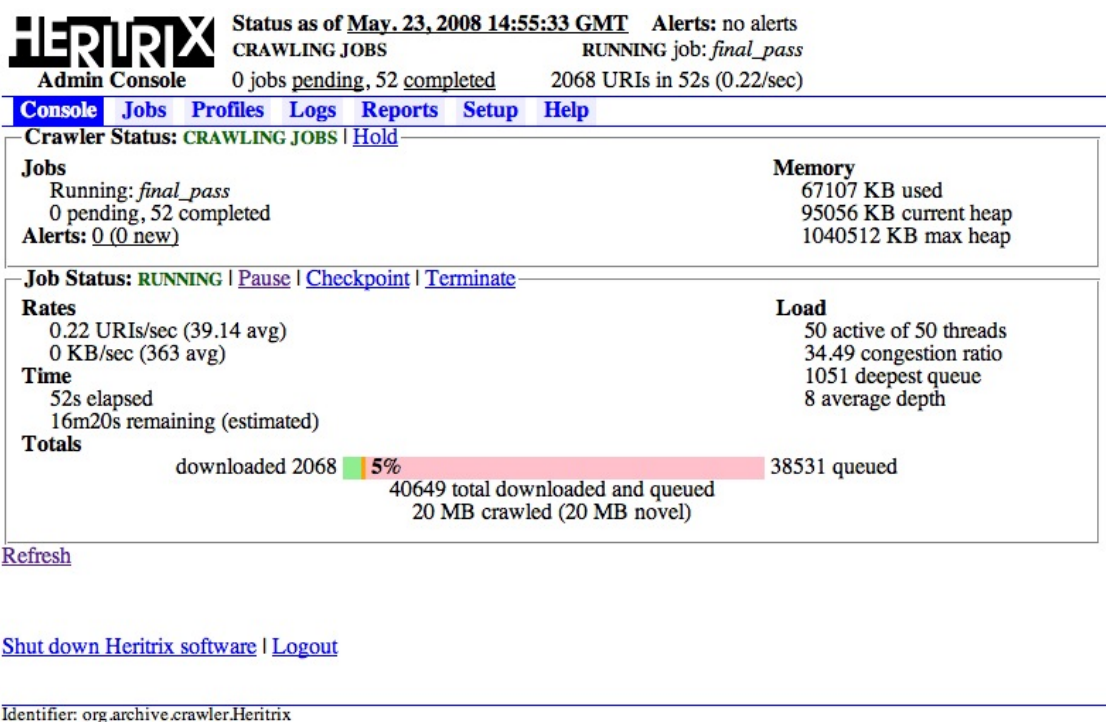 HERITRIX
Admin Console
Status as of May. 23, 2008 14:55:33 GMT Alerts: no alerts
CRAWLING JOBS RUNNING job: final_pass
0 jobs pending, 52 completed 2068 URIs in 52s (0.22/sec)
Console Jobs Profiles Logs Reports Setup Help
Crawler Status: CRAWLING JOBS | Hold
Jobs
Running: final_pass
0 pending, 52 completed
Alerts: 0 (0 new)
Memory
67107 KB used
95056 KB current heap
1040512 KB max heap
Job Status: RUNNING | Pause | Checkpoint | Terminate
Rates
0.22 URIs/sec (39.14 avg)
0 KB/sec (363 avg)
Time
52s elapsed
16m20s remaining (estimated)
Load
50 active of 50 threads
34.49 congestion ratio
1051 deepest queue
8 average depth
Totals
downloaded 2068 5% 38531 queued
40649 total downloaded and queued
20 MB crawled (20 MB novel)
Refresh
Shut down Heritrix software | Logout
Identifier: org.archive.crawler.Heritrix